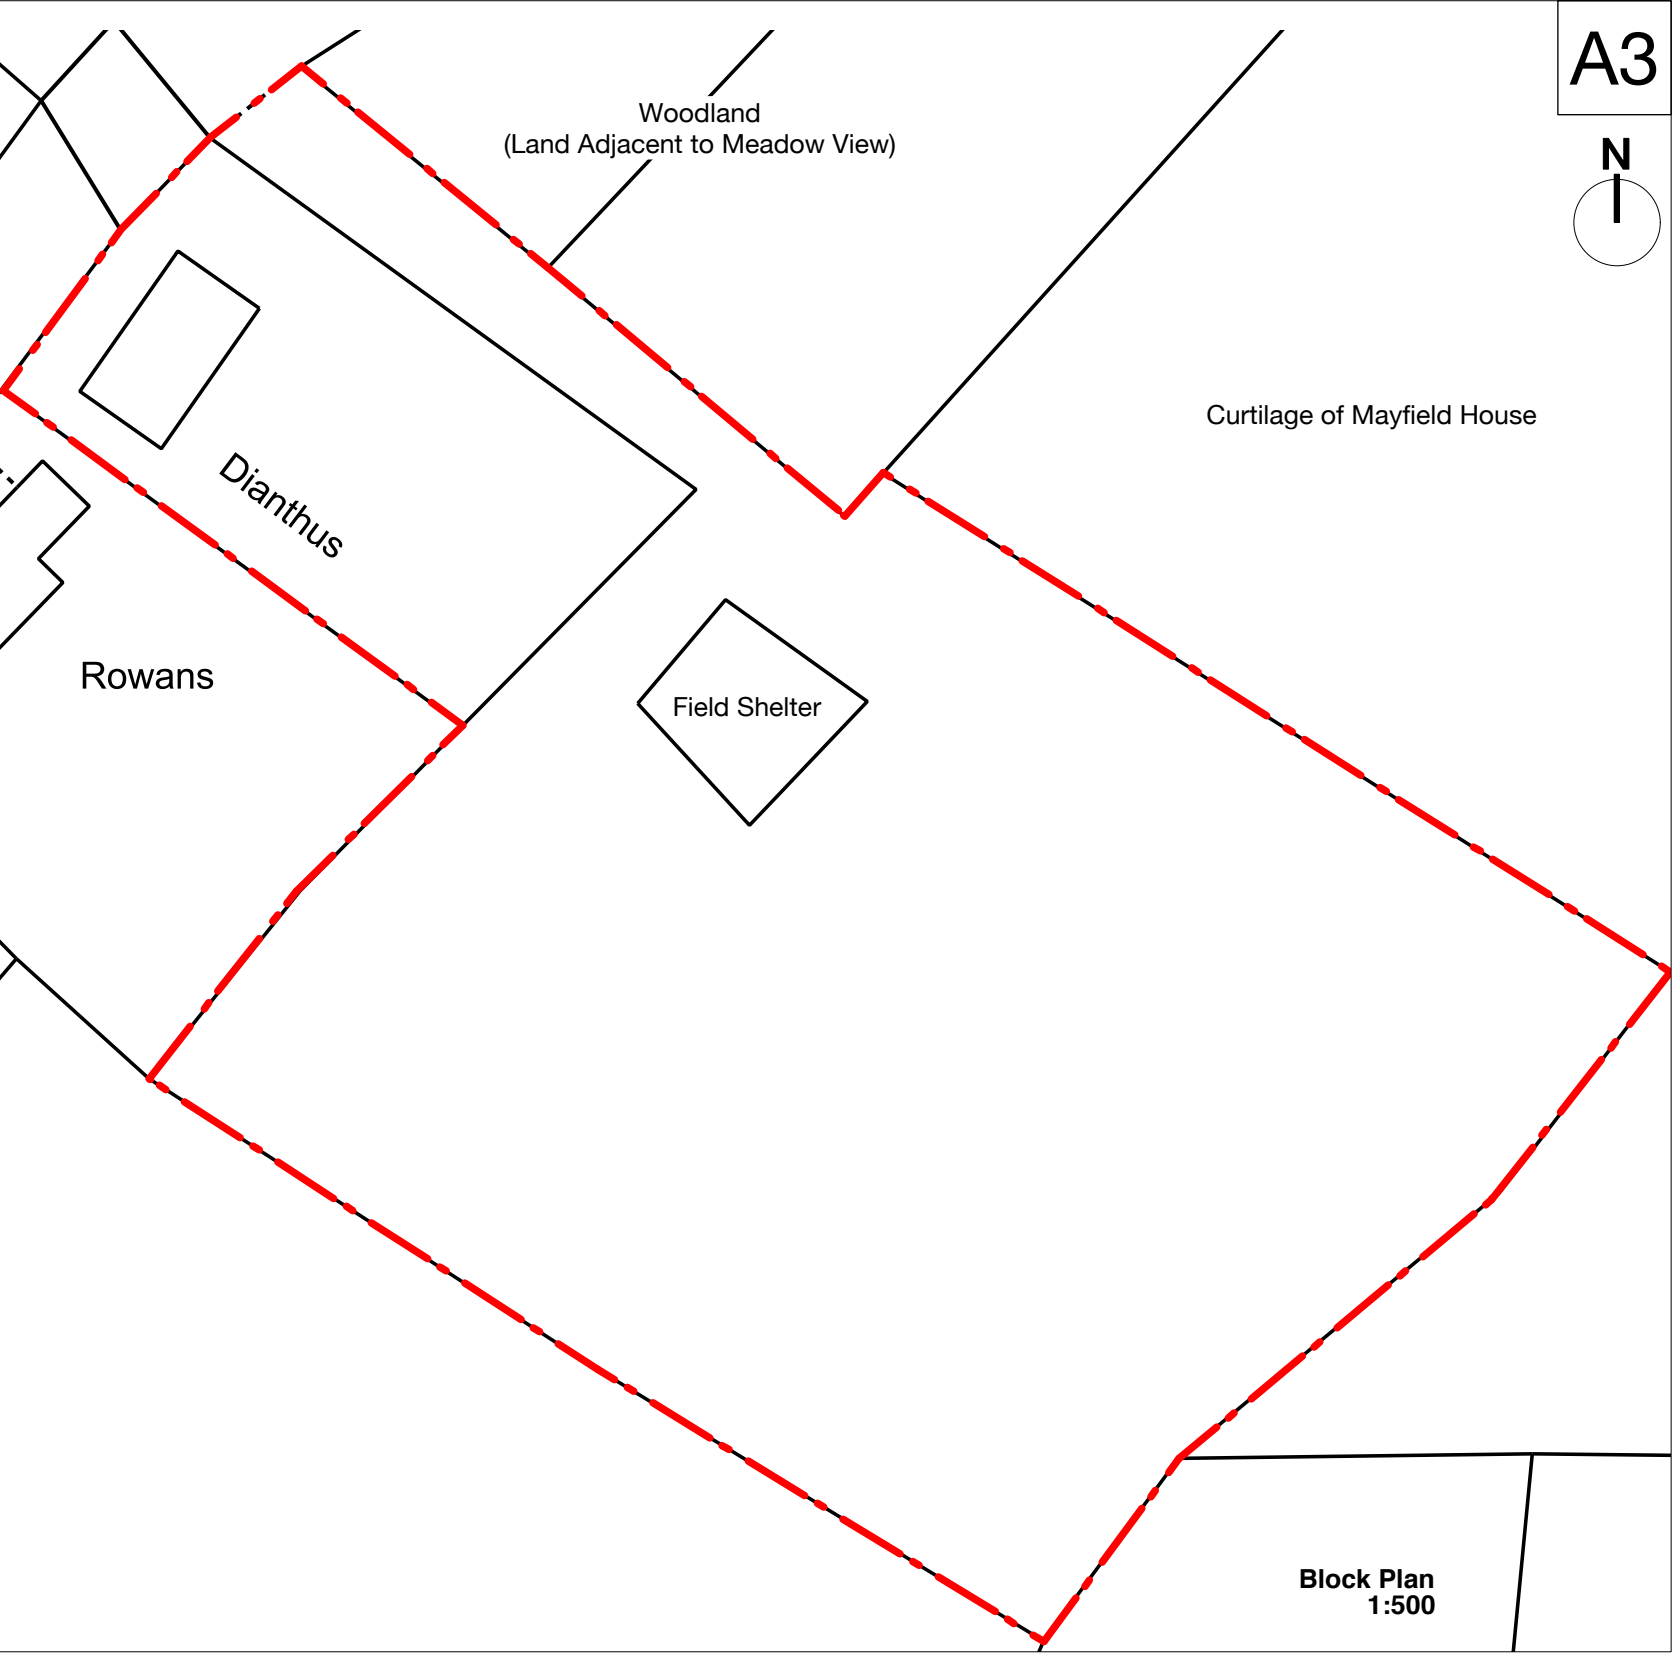 A3
Woodland
(Land Adjacent to Meadow View)
N
Curtilage of Mayfield House
Dianthus
Rowans
Field Shelter
Block Plan
1:500